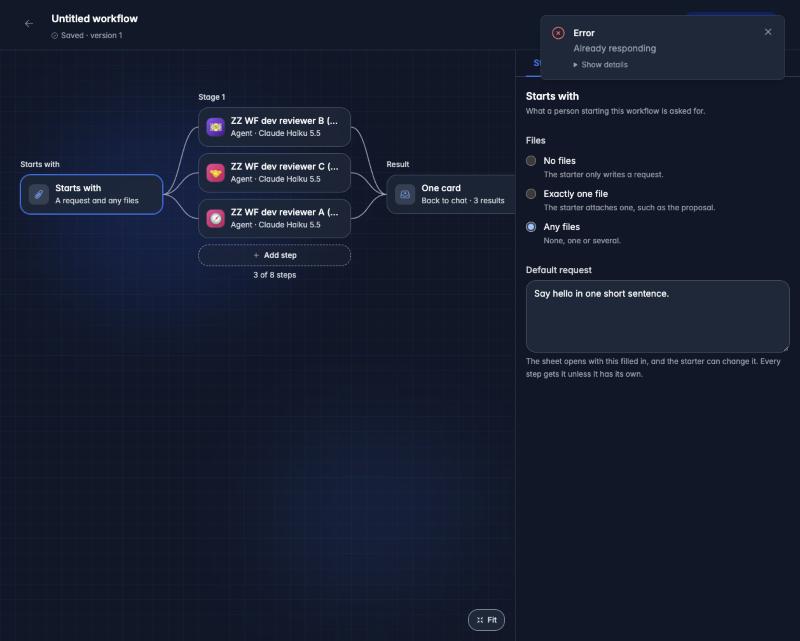 Untitled workflow
Saved · version 1
Error
Already responding
Show details
Starts with
What a person starting this workflow is asked for.
Files
No files
The starter only writes a request.
Exactly one file
The starter attaches one, such as the proposal.
Any files
None, one or several.
Default request
Say hello in one short sentence.
The sheet opens with this filled in, and the starter can change it. Every
step gets it unless it has its own.
Stage 1
ZZ WF dev reviewer B (...
Agent · Claude Haiku 5.5
ZZ WF dev reviewer C (...
Agent · Claude Haiku 5.5
ZZ WF dev reviewer A (...
Agent · Claude Haiku 5.5
+ Add step
3 of 8 steps
Starts with
Starts with
A request and any files
Result
One card
Back to chat · 3 results
Fit